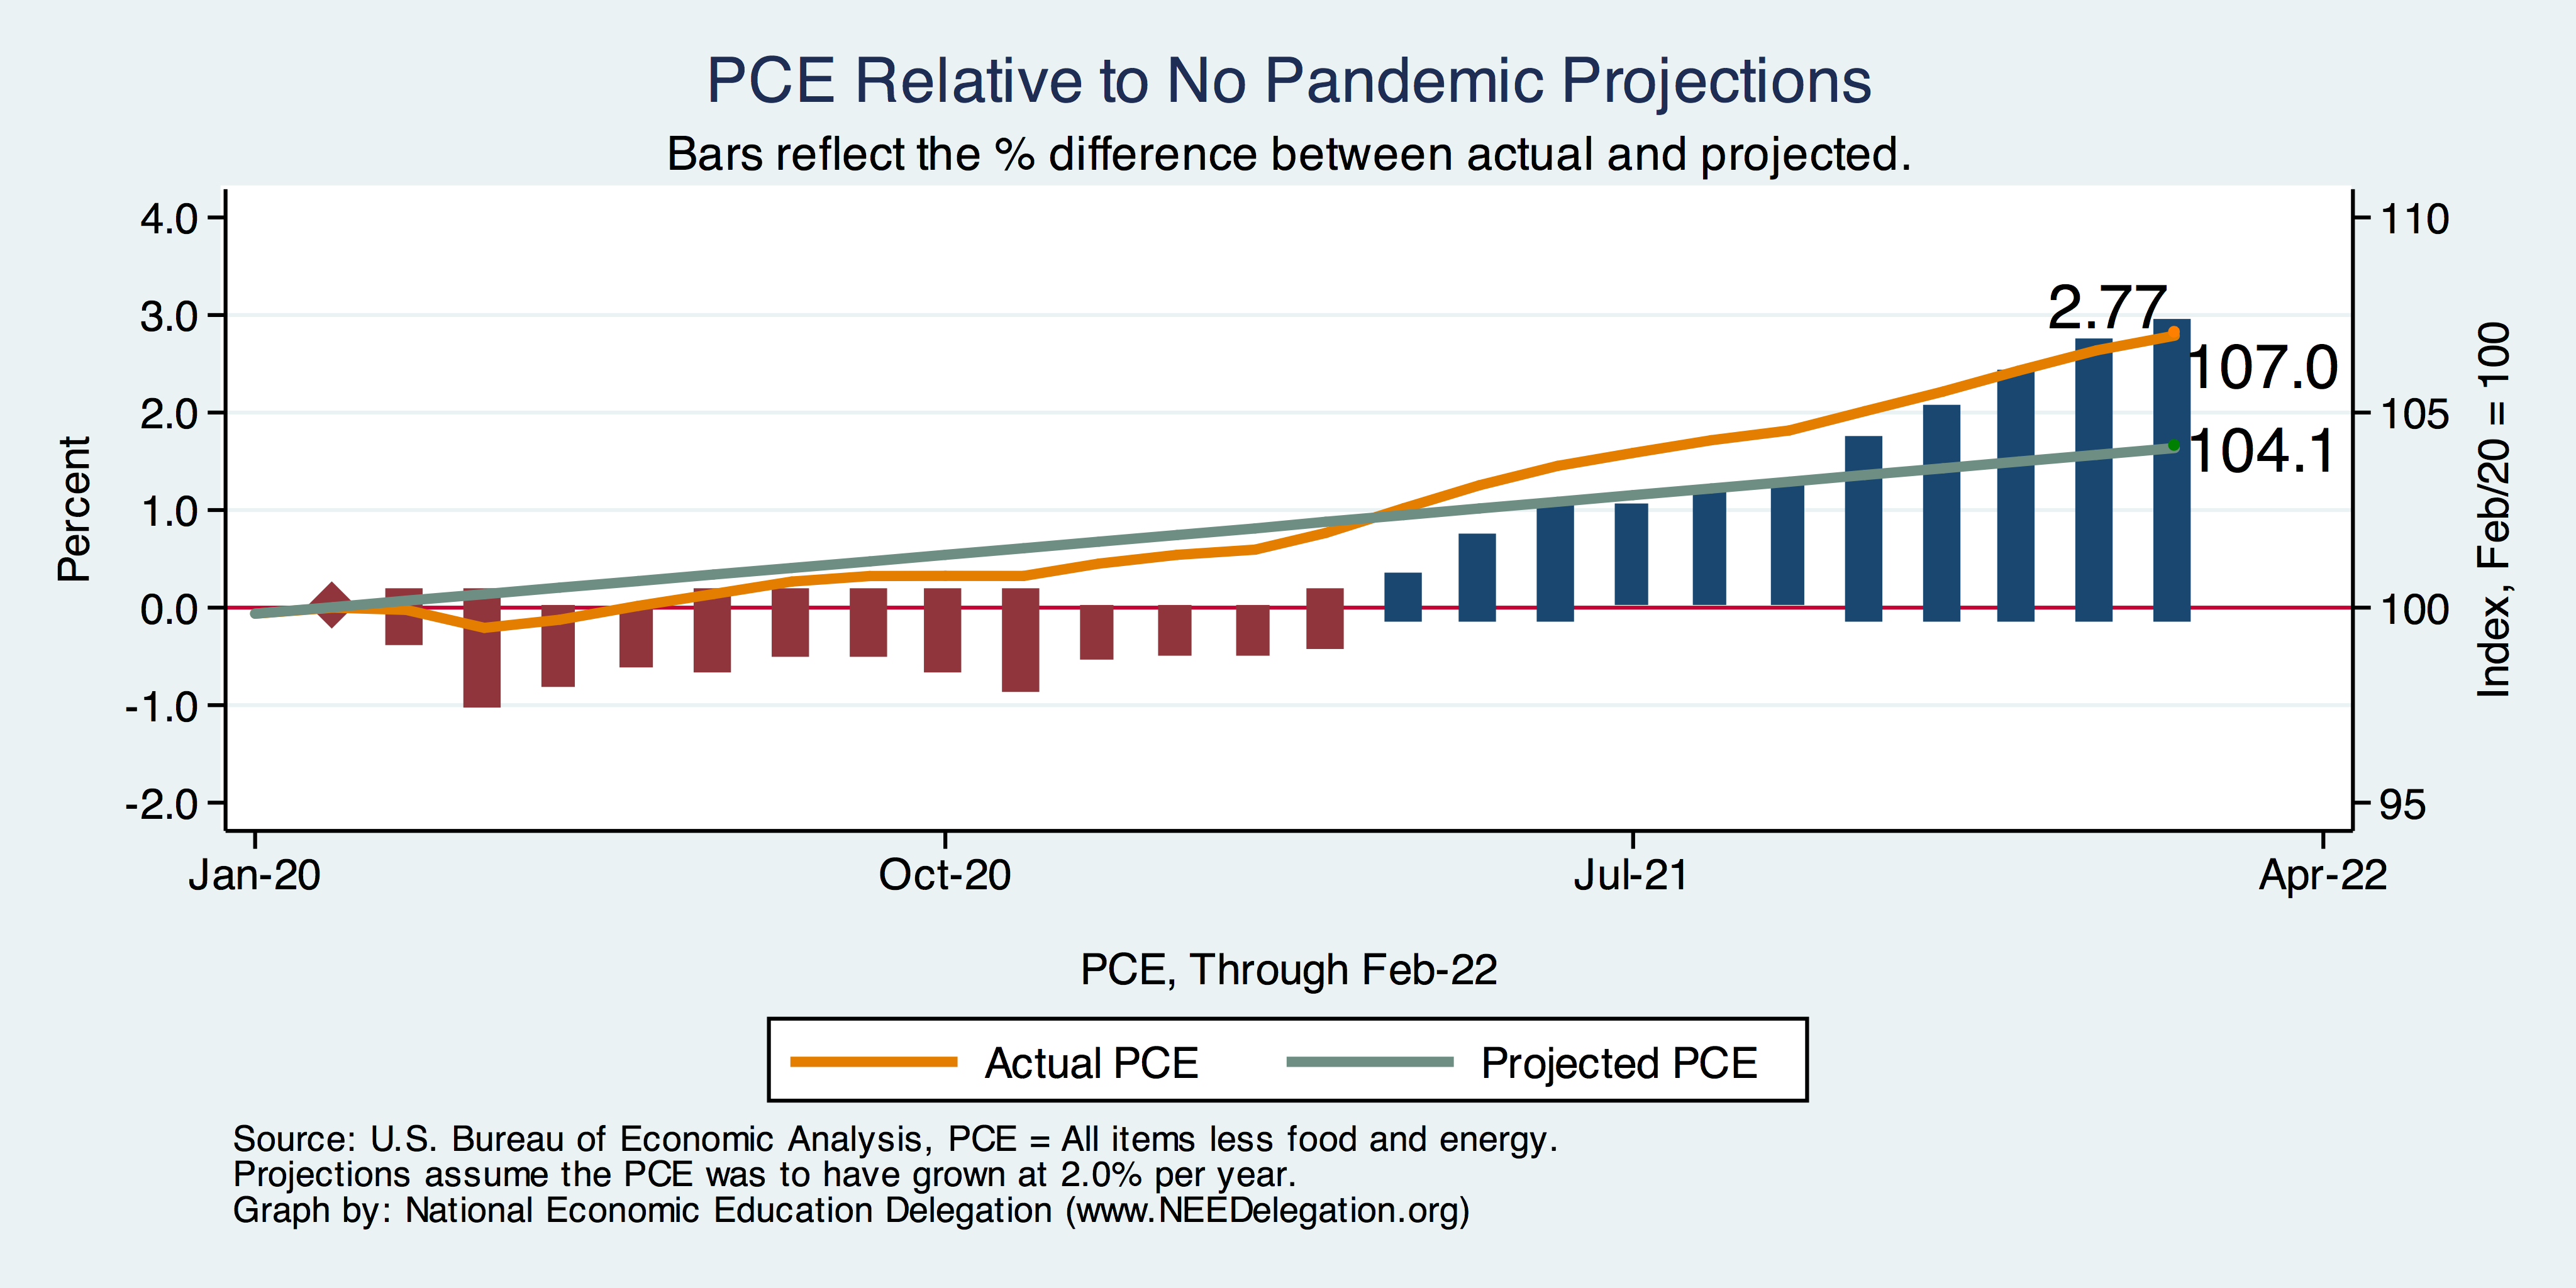 PCE Relative to No Pandemic Projections
Bars reflect the % difference between actual and projected.
4.0
3.0
2.0
1.0
0.0
-1.0
-2.0
Percent
110
105
100
95
Index, Feb/20 = 100
2.77
107.0
104.1
Jan-20
Oct-20
Jul-21
Apr-22
PCE, Through Feb-22
Actual PCE
Projected PCE
Source: U.S. Bureau of Economic Analysis, PCE = All items less food and energy.
Projections assume the PCE was to have grown at 2.0% per year.
Graph by: National Economic Education Delegation (www.NEEDelegation.org)